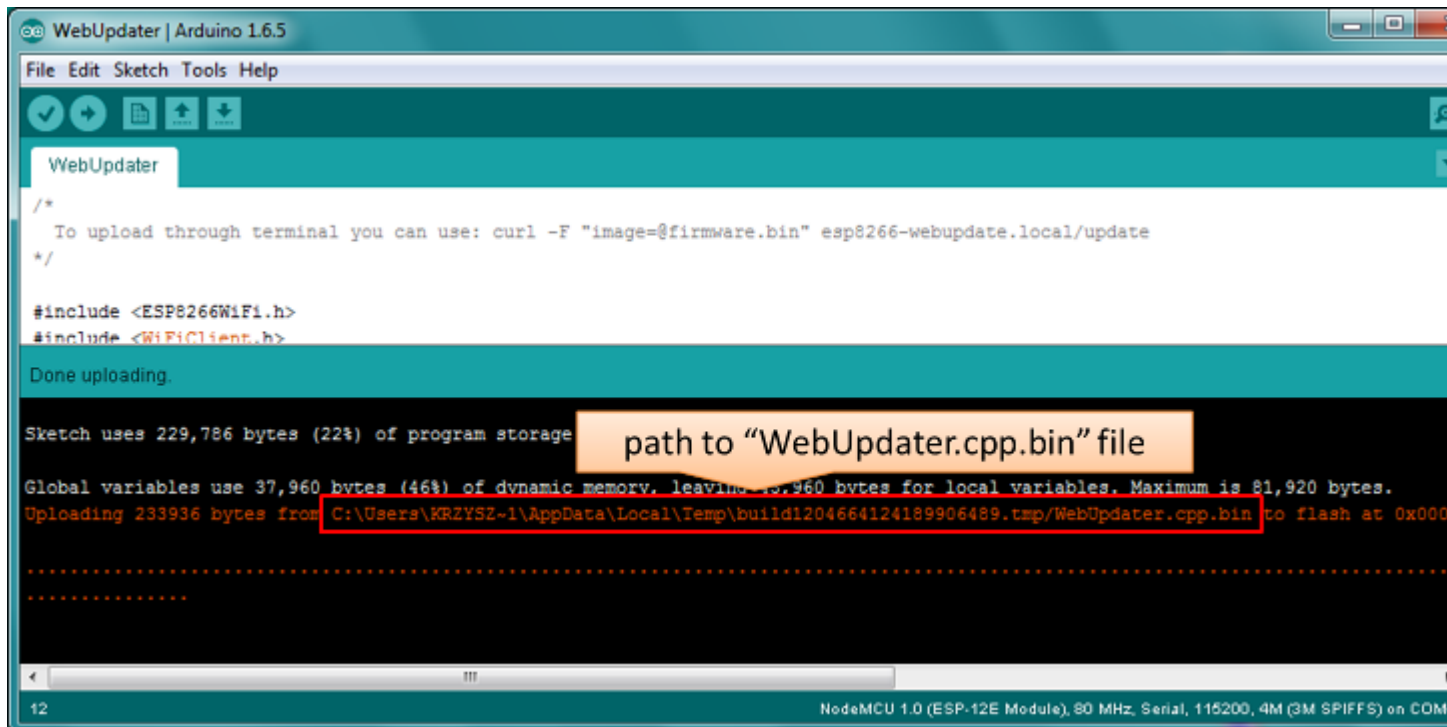 WebUpdater | Arduino 1.6.5
File Edit Sketch Tools Help
WebUpdater
/*
To upload through terminal you can use: curl -F "image=@firmware.bin" esp8266-webupdate.local/update
*/
#include <ESP8266WiFi.h>
#include <WiFiClient.h>
Done uploading.
Sketch uses 229,786 bytes (22%) of program storage
path to “WebUpdater.cpp.bin” file
Global variables use 37,960 bytes (46%) of dynamic memory, leaving 43,960 bytes for local variables. Maximum is 81,920 bytes.
Uploading 233936 bytes from C:\Users\KRZYSZ~1\AppData\Local\Temp\build1204664124189906489.tmp/WebUpdater.cpp.bin to flash at 0x000
12
NodeMCU 1.0 (ESP-12E Module), 80 MHz, Serial, 115200, 4M (3M SPIFFS) on COM